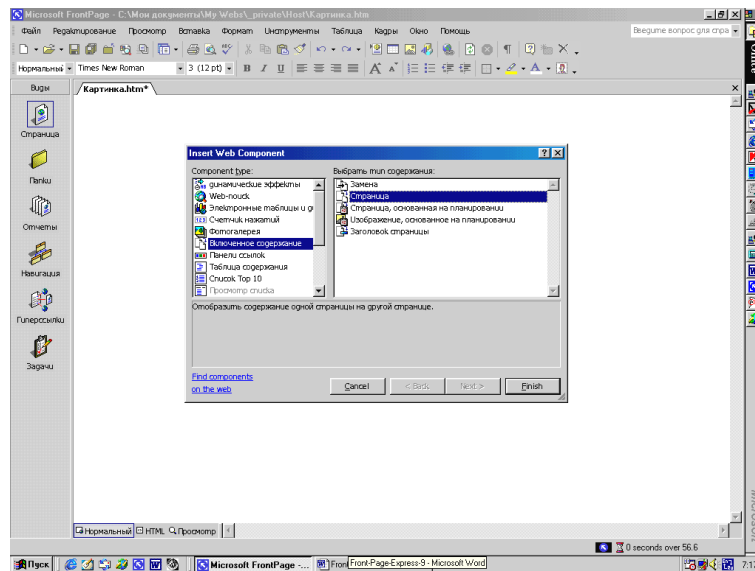 Microsoft FrontPage - C:\Мои документы\My Webs\_private\Host\Картинка.htm
Файл Редактирование Просмотр Вставка Формат Инструменты Таблица Кадры Окно Помощь Введите вопрос для спра
Нормальный Times New Roman 3 (12 pt) B I U A A A
Виды Картинка.htm*
Страница
Папки
Отчеты
Навигация
Гиперссылки
Задачи
Insert Web Component
Component type: Выбрать тип содержания:
динамические эффекты Замена
Web-поиск Страница
Электронные таблицы и д Страница, основанная на планировании
Счетчик нажатий Изображение, основанное на планировании
Фотогалерея Заголовок страницы
Включенное содержание
Панели ссылок
Таблица содержания
Список Top 10
Просмотр списка
Отобразить содержание одной страницы на другой странице.
Find components
on the web
Cancel < Back Next > Finish
Нормальный HTML Просмотр
0 seconds over 56.6
Пуск Microsoft FrontPage -... Fron Front-Page-Express-9 - Microsoft Word
Office